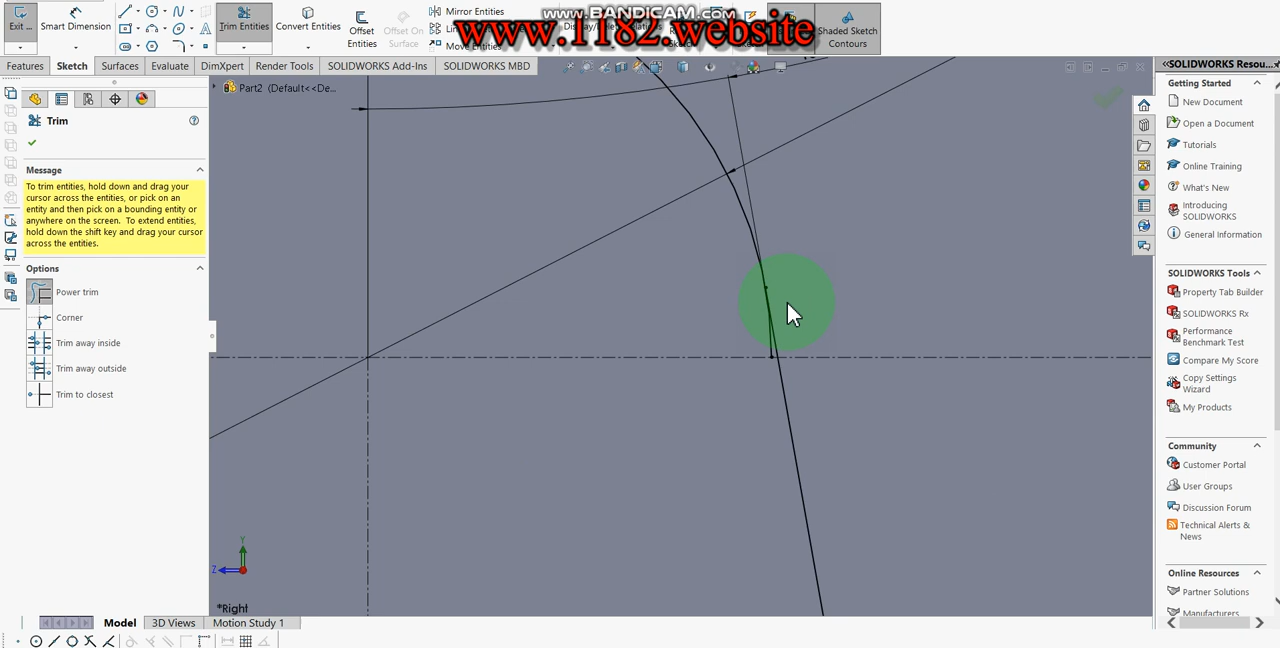 www.BANDICAM.com
www.1182.website
Exit ...
Smart Dimension
Trim Entities
Convert Entities
Offset Entities
Offset On Surface
Mirror Entities
Move Entities
Shaded Sketch Contours
Features
Sketch
Surfaces
Evaluate
DimXpert
Render Tools
SOLIDWORKS Add-Ins
SOLIDWORKS MBD
Part2 (Default<<De...
Trim
Message
To trim entities, hold down and drag your
cursor across the entities, or pick on an
entity and then pick on a bounding entity or
anywhere on the screen. To extend entities,
hold down the shift key and drag your cursor
across the entities.
Options
Power trim
Corner
Trim away inside
Trim away outside
Trim to closest
Y
Z
*Right
Model
3D Views
Motion Study 1
SOLIDWORKS Resou...
Getting Started
New Document
Open a Document
Tutorials
Online Training
What's New
Introducing
SOLIDWORKS
General Information
SOLIDWORKS Tools
Property Tab Builder
SOLIDWORKS Rx
Performance
Benchmark Test
Compare My Score
Copy Settings
Wizard
My Products
Community
Customer Portal
User Groups
Discussion Forum
Technical Alerts &
News
Online Resources
Partner Solutions
Manufacturers